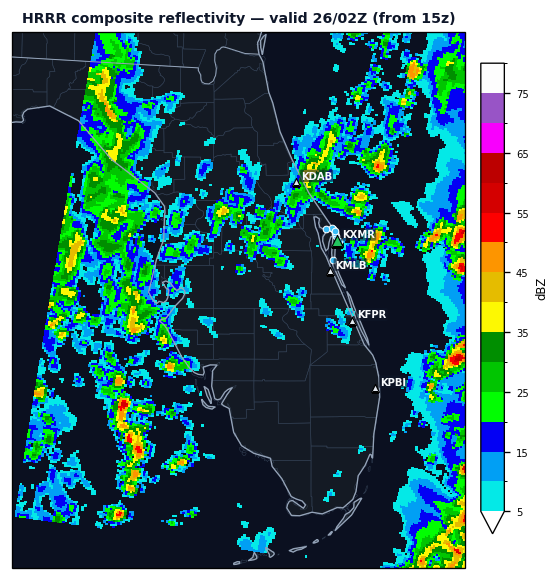 HRRR composite reflectivity — valid 26/02Z (from 15z)
75
65
55
45
35
25
15
5
dBZ
KDAB
KXMR
KMLB
KFPR
KPBI